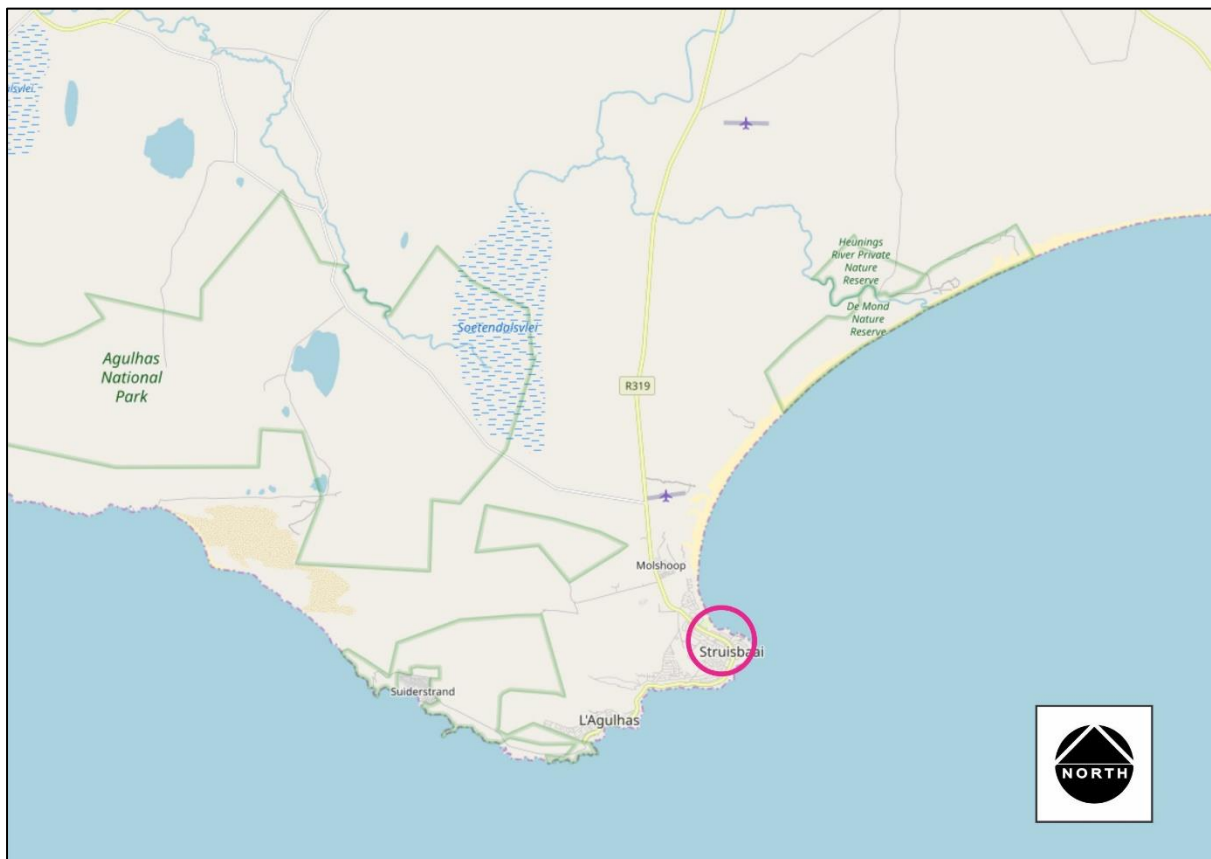 ulsvlei
Heunings
River Private
Nature
Reserve
De Mond
Nature
Reserve
Soetendalsvlei
Agulhas
National
Park
R319
Molshoop
Struisbaai
Suiderstrand
L'Agulhas
NORTH